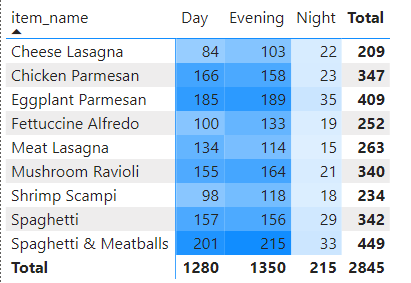 item_name Day Evening Night Total
Cheese Lasagna 84 103 22 209
Chicken Parmesan 166 158 23 347
Eggplant Parmesan 185 189 35 409
Fettuccine Alfredo 100 133 19 252
Meat Lasagna 134 114 15 263
Mushroom Ravioli 155 164 21 340
Shrimp Scampi 98 118 18 234
Spaghetti 157 156 29 342
Spaghetti & Meatballs 201 215 33 449
Total 1280 1350 215 2845